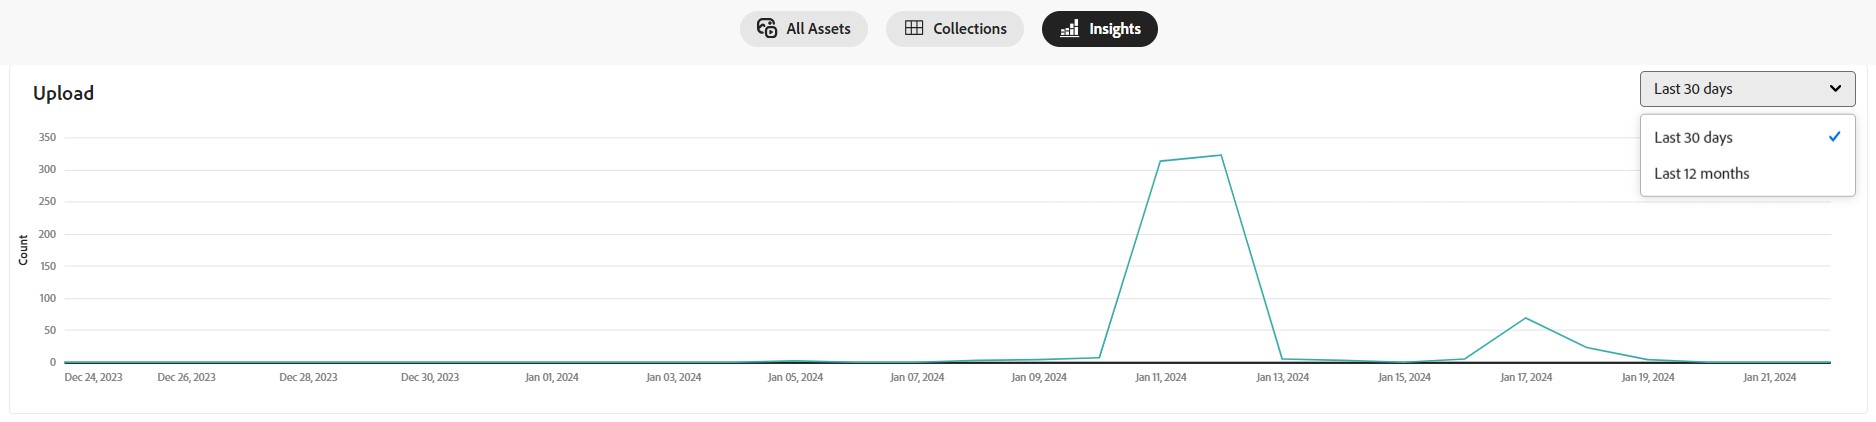 All Assets
Collections
Insights
Upload
Last 30 days
Last 30 days
Last 12 months
350
300
250
200
150
100
50
0
Count
Dec 24, 2023 Dec 26, 2023 Dec 28, 2023 Dec 30, 2023 Jan 01, 2024 Jan 03, 2024 Jan 05, 2024 Jan 07, 2024 Jan 09, 2024 Jan 11, 2024 Jan 13, 2024 Jan 15, 2024 Jan 17, 2024 Jan 19, 2024 Jan 21, 2024